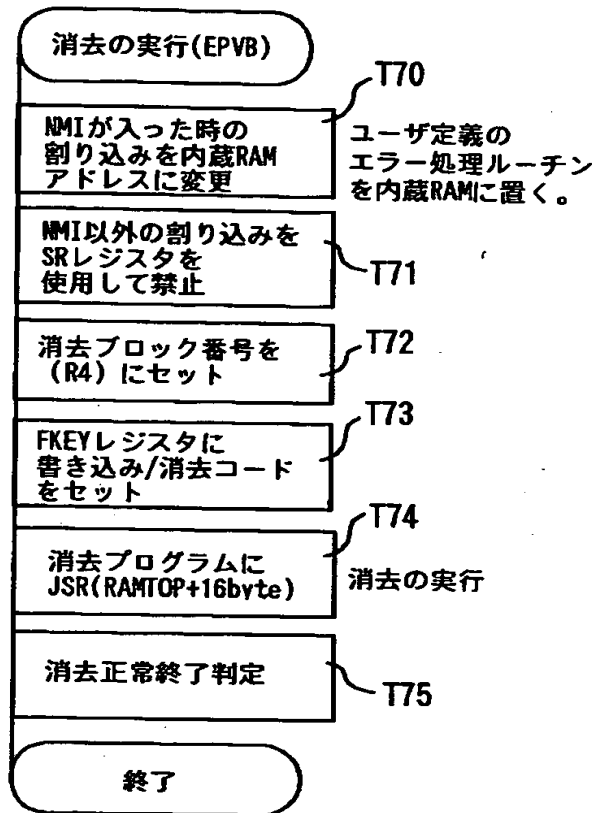 消去の実行(EPVB)
T70
NMIが入った時の
割り込みを内蔵RAM
アドレスに変更
ユーザ定義の
エラー処理ルーチン
を内蔵RAMに置く。
NMI以外の割り込みを
SRレジスタを
使用して禁止
T71
消去ブロック番号を
(R4)にセット
T72
FKEYレジスタに
書き込み/消去コード
をセット
T73
消去プログラムに
JSR(RAMTOP+16byte)
T74
消去の実行
消去正常終了判定
T75
終了